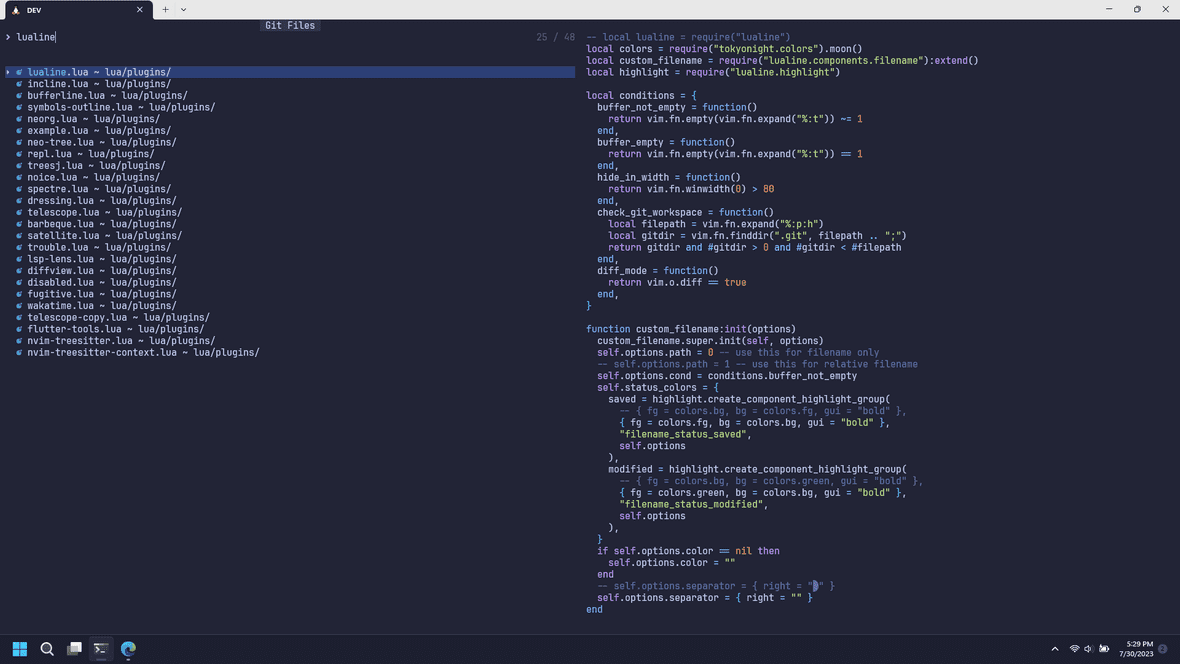 DEV
Git Files
> lualine
25 / 48
lualine.lua ~ lua/plugins/
incline.lua ~ lua/plugins/
bufferline.lua ~ lua/plugins/
symbols-outline.lua ~ lua/plugins/
neorg.lua ~ lua/plugins/
example.lua ~ lua/plugins/
neo-tree.lua ~ lua/plugins/
repl.lua ~ lua/plugins/
treesj.lua ~ lua/plugins/
noice.lua ~ lua/plugins/
spectre.lua ~ lua/plugins/
dressing.lua ~ lua/plugins/
telescope.lua ~ lua/plugins/
barbeque.lua ~ lua/plugins/
satellite.lua ~ lua/plugins/
trouble.lua ~ lua/plugins/
lsp-lens.lua ~ lua/plugins/
diffview.lua ~ lua/plugins/
disabled.lua ~ lua/plugins/
fugitive.lua ~ lua/plugins/
wakatime.lua ~ lua/plugins/
telescope-copy.lua ~ lua/plugins/
flutter-tools.lua ~ lua/plugins/
nvim-treesitter.lua ~ lua/plugins/
nvim-treesitter-context.lua ~ lua/plugins/
-- local lualine = require("lualine")
local colors = require("tokyonight.colors").moon()
local custom_filename = require("lualine.components.filename"):extend()
local highlight = require("lualine.highlight")
local conditions = {
buffer_not_empty = function()
return vim.fn.empty(vim.fn.expand("%:t")) ~= 1
end,
buffer_empty = function()
return vim.fn.empty(vim.fn.expand("%:t")) == 1
end,
hide_in_width = function()
return vim.fn.winwidth(0) > 80
end,
check_git_workspace = function()
local filepath = vim.fn.expand("%:p:h")
local gitdir = vim.fn.finddir(".git", filepath .. ";")
return gitdir and #gitdir > 0 and #gitdir < #filepath
end,
diff_mode = function()
return vim.o.diff == true
end,
}
function custom_filename:init(options)
custom_filename.super.init(self, options)
self.options.path = 0 -- use this for filename only
-- self.options.path = 1 -- use this for relative filename
self.options.cond = conditions.buffer_not_empty
self.status_colors = {
saved = highlight.create_component_highlight_group(
-- { fg = colors.bg, bg = colors.fg, gui = "bold" },
{ fg = colors.fg, bg = colors.bg, gui = "bold" },
"filename_status_saved",
self.options
),
modified = highlight.create_component_highlight_group(
-- { fg = colors.bg, bg = colors.green, gui = "bold" },
{ fg = colors.green, bg = colors.bg, gui = "bold" },
"filename_status_modified",
self.options
),
}
if self.options.color == nil then
self.options.color = ""
end
-- self.options.separator = { right = "" }
self.options.separator = { right = "" }
end
5:29 PM
7/30/2023
2